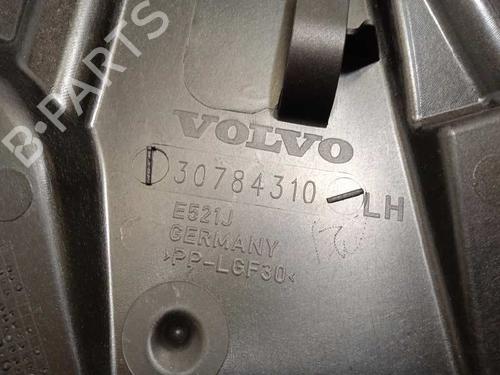 B-PARTS
VOLVO
30784310 LH
E521J
GERMANY
>PP-LGF30<